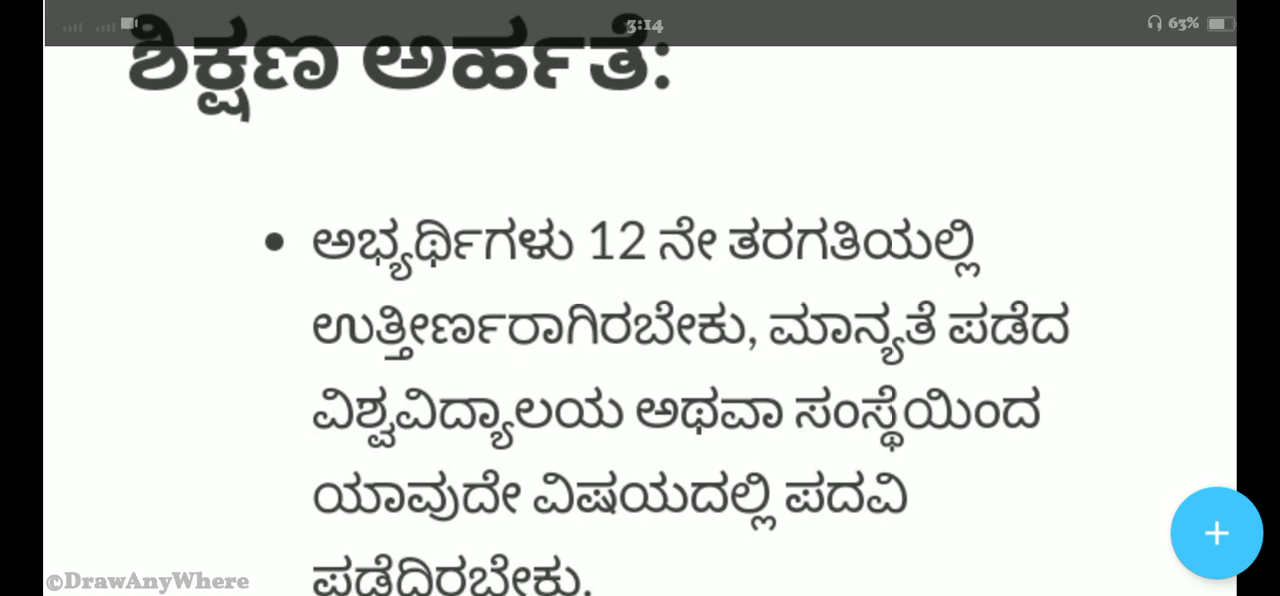 3:14
63%
ಶಿಕ್ಷಣ ಅರ್ಹತೆ:
• ಅಭ್ಯರ್ಥಿಗಳು 12 ನೇ ತರಗತಿಯಲ್ಲಿ
ಉತ್ತೀರ್ಣರಾಗಿರಬೇಕು, ಮಾನ್ಯತೆ ಪಡೆದ
ವಿಶ್ವವಿದ್ಯಾಲಯ ಅಥವಾ ಸಂಸ್ಥೆಯಿಂದ
ಯಾವುದೇ ವಿಷಯದಲ್ಲಿ ಪದವಿ
ಪಡೆದಿರಬೇಕು.
+
©DrawAnyWhere